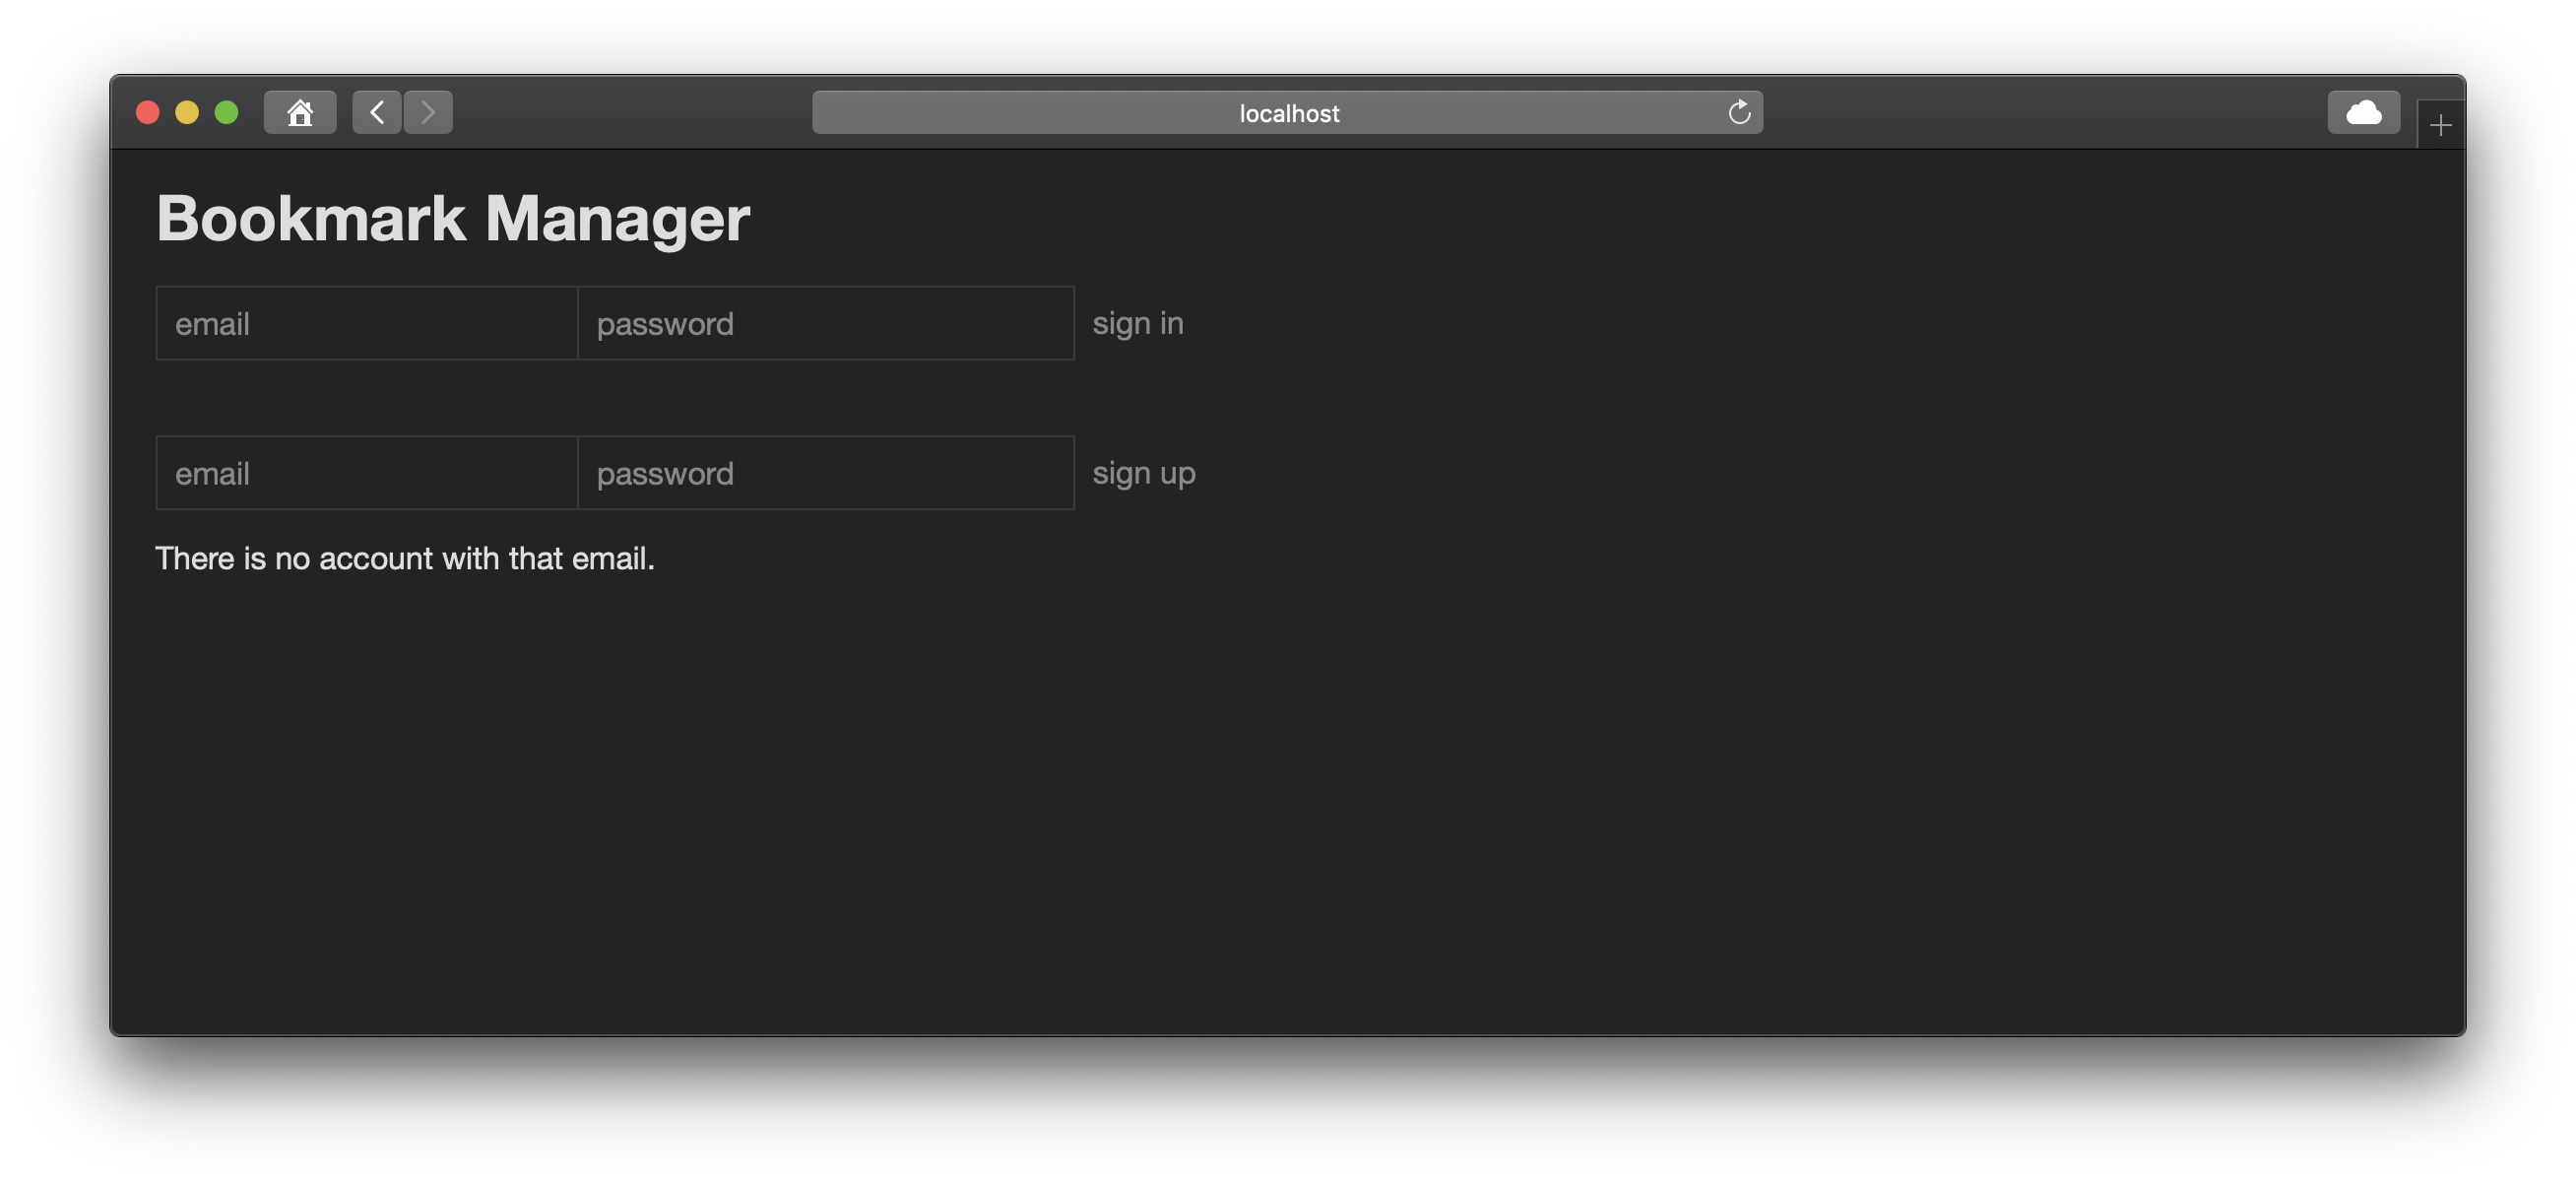 localhost
Bookmark Manager
email password sign in
email password sign up
There is no account with that email.